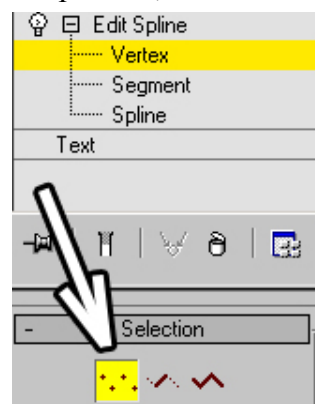 Edit Spline
Vertex
Segment
Spline
Text
- Selection